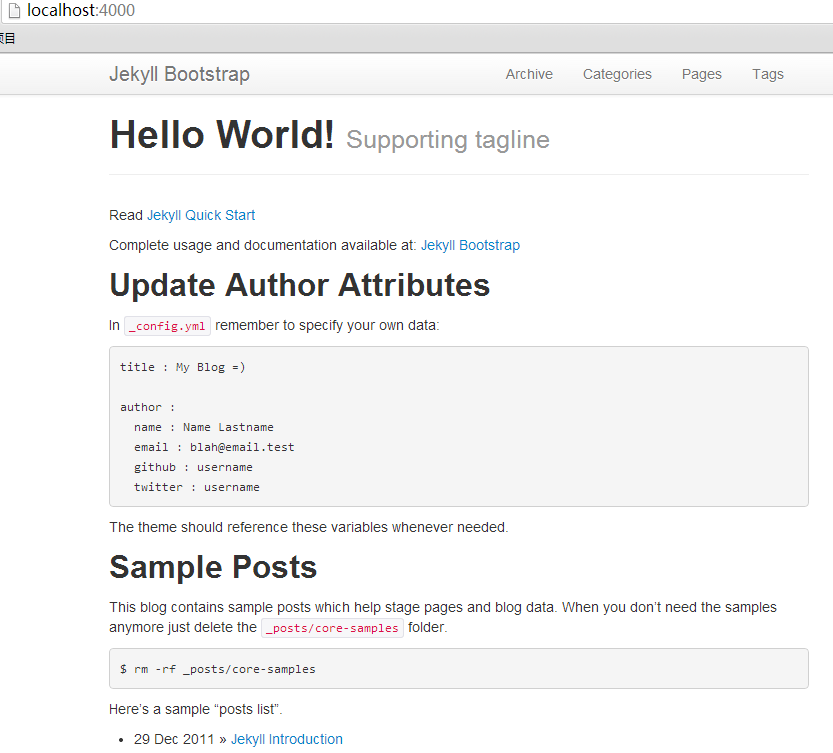 localhost:4000
项目
Jekyll Bootstrap Archive Categories Pages Tags
Hello World! Supporting tagline
Read Jekyll Quick Start
Complete usage and documentation available at: Jekyll Bootstrap
Update Author Attributes
In _config.yml remember to specify your own data:
title : My Blog =)
author :
name : Name Lastname
email : blah@email.test
github : username
twitter : username
The theme should reference these variables whenever needed.
Sample Posts
This blog contains sample posts which help stage pages and blog data. When you don’t need the samples
anymore just delete the _posts/core-samples folder.
$ rm -rf _posts/core-samples
Here’s a sample “posts list”.
• 29 Dec 2011 » Jekyll Introduction